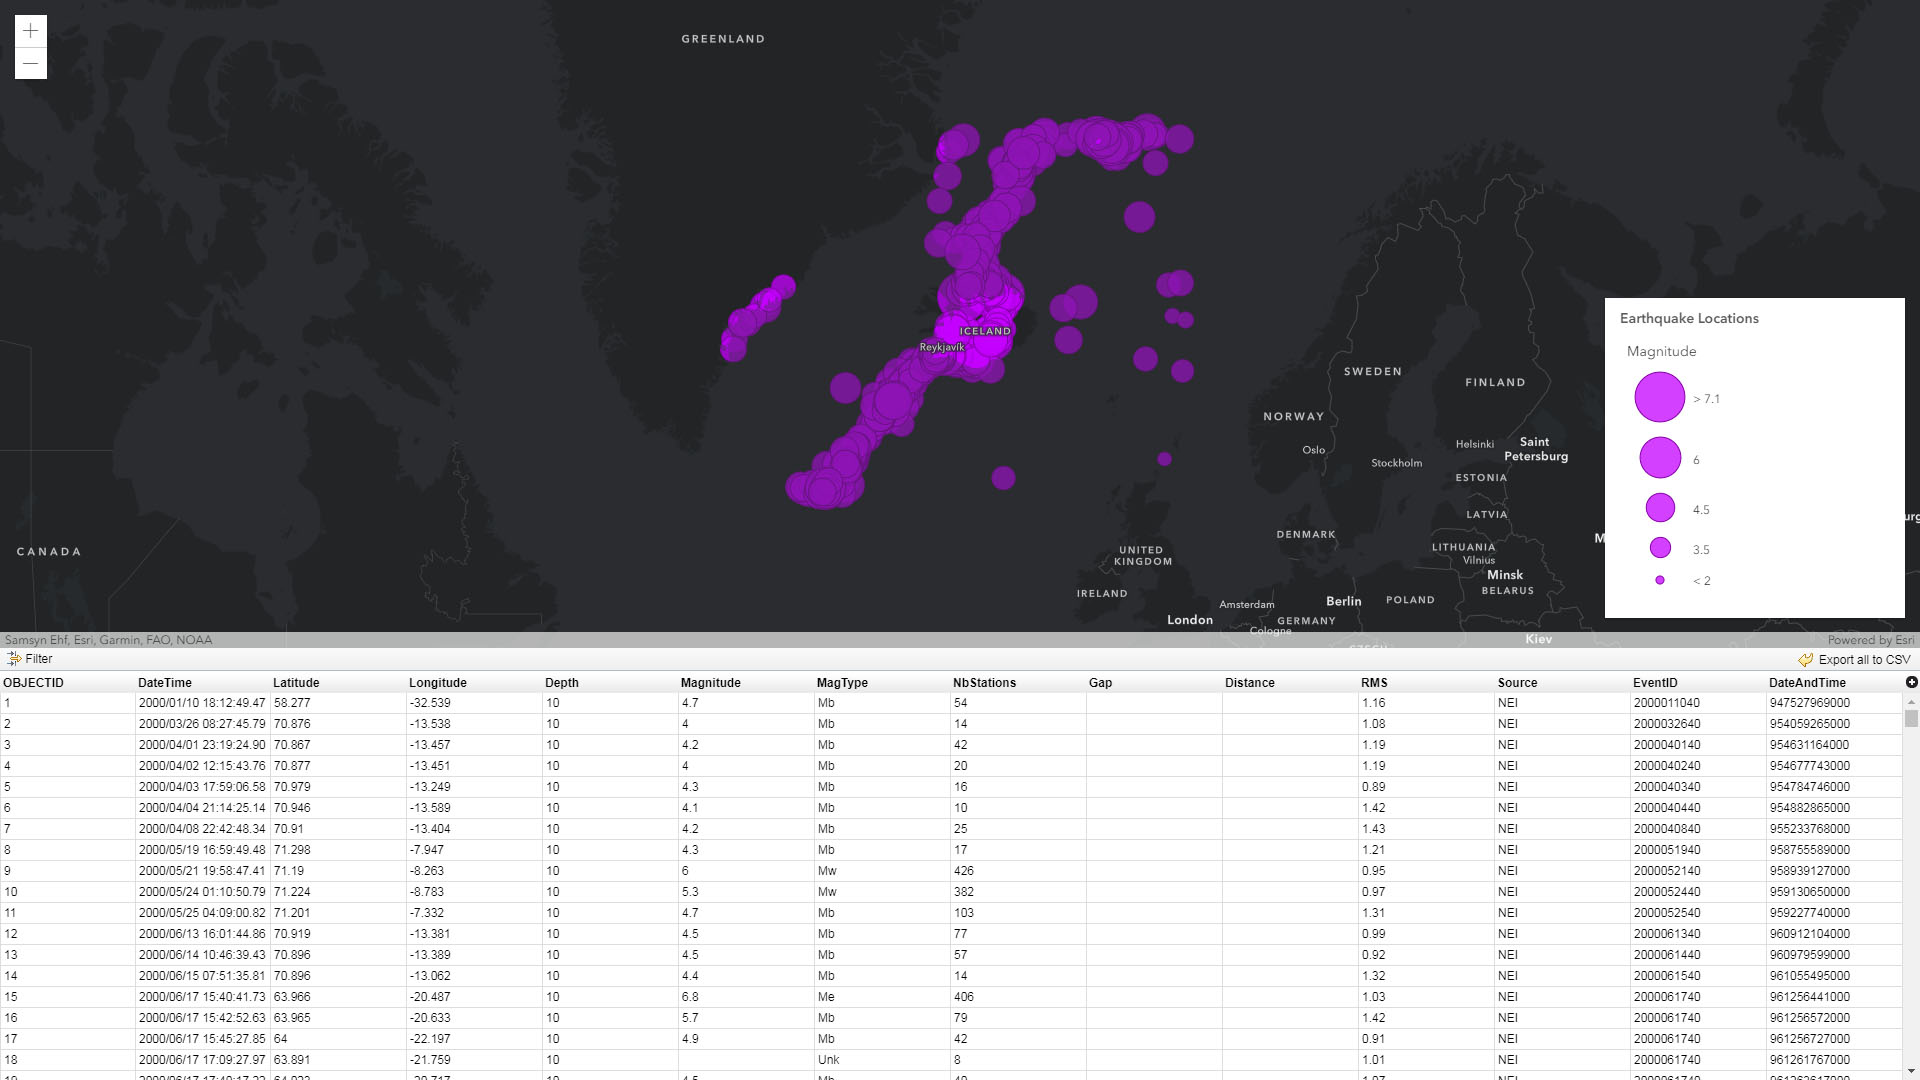 +
−
GREENLAND
ICELAND
Reykjavík
SWEDEN
FINLAND
NORWAY
Oslo
Helsinki
Saint
Petersburg
Stockholm
ESTONIA
LATVIA
DENMARK
LITHUANIA
Vilnius
UNITED
KINGDOM
Minsk
BELARUS
IRELAND
Berlin
POLAND
Amsterdam
London
GERMANY
Cologne
Kiev
CANADA
Earthquake Locations
Magnitude
> 7.1
6
4.5
3.5
< 2
Samsyn Ehf, Esri, Garmin, FAO, NOAA
Powered by Esri
Filter
Export all to CSV
OBJECTID DateTime Latitude Longitude Depth Magnitude MagType NbStations Gap Distance RMS Source EventID DateAndTime
1 2000/01/10 18:12:49.47 58.277 -32.539 10 4.7 Mb 54 1.16 NEI 2000011040 947527969000
2 2000/03/26 08:27:45.79 70.876 -13.538 10 4 Mb 14 1.08 NEI 2000032640 954059265000
3 2000/04/01 23:19:24.90 70.867 -13.457 10 4.2 Mb 42 1.19 NEI 2000040140 954631164000
4 2000/04/02 12:15:43.76 70.877 -13.451 10 4 Mb 20 1.19 NEI 2000040240 954677743000
5 2000/04/03 17:59:06.58 70.979 -13.249 10 4.3 Mb 16 0.89 NEI 2000040340 954784746000
6 2000/04/04 21:14:25.14 70.946 -13.589 10 4.1 Mb 10 1.42 NEI 2000040440 954882865000
7 2000/04/08 22:42:48.34 70.91 -13.404 10 4.2 Mb 25 1.43 NEI 2000040840 955233768000
8 2000/05/19 16:59:49.48 71.298 -7.947 10 4.3 Mb 17 1.21 NEI 2000051940 958755589000
9 2000/05/21 19:58:47.41 71.19 -8.263 10 6 Mw 426 0.95 NEI 2000052140 958939127000
10 2000/05/24 01:10:50.79 71.224 -8.783 10 5.3 Mw 382 0.97 NEI 2000052440 959130650000
11 2000/05/25 04:09:00.82 71.201 -7.332 10 4.7 Mb 103 1.31 NEI 2000052540 959227740000
12 2000/06/13 16:01:44.86 70.919 -13.381 10 4.5 Mb 77 0.99 NEI 2000061340 960912104000
13 2000/06/14 10:46:39.43 70.896 -13.389 10 4.5 Mb 57 0.92 NEI 2000061440 960979599000
14 2000/06/15 07:51:35.81 70.896 -13.062 10 4.4 Mb 14 1.32 NEI 2000061540 961055495000
15 2000/06/17 15:40:41.73 63.966 -20.487 10 6.8 Me 406 1.03 NEI 2000061740 961256441000
16 2000/06/17 15:42:52.63 63.965 -20.633 10 5.7 Mb 79 1.42 NEI 2000061740 961256572000
17 2000/06/17 15:45:27.85 64 -22.197 10 4.9 Mb 42 0.91 NEI 2000061740 961256727000
18 2000/06/17 17:09:27.97 63.891 -21.759 10 Unk 8 1.01 NEI 2000061740 961261767000